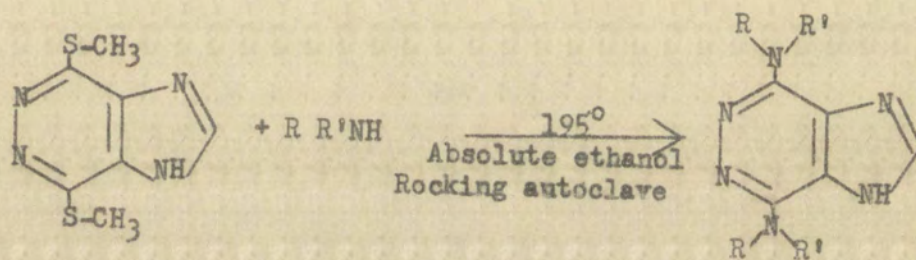 S-CH3
N
N
N
NH
S-CH3
+ R R'NH
195°
Absolute ethanol
Rocking autoclave
R R'
N
N
N
N
NH
N
R R'